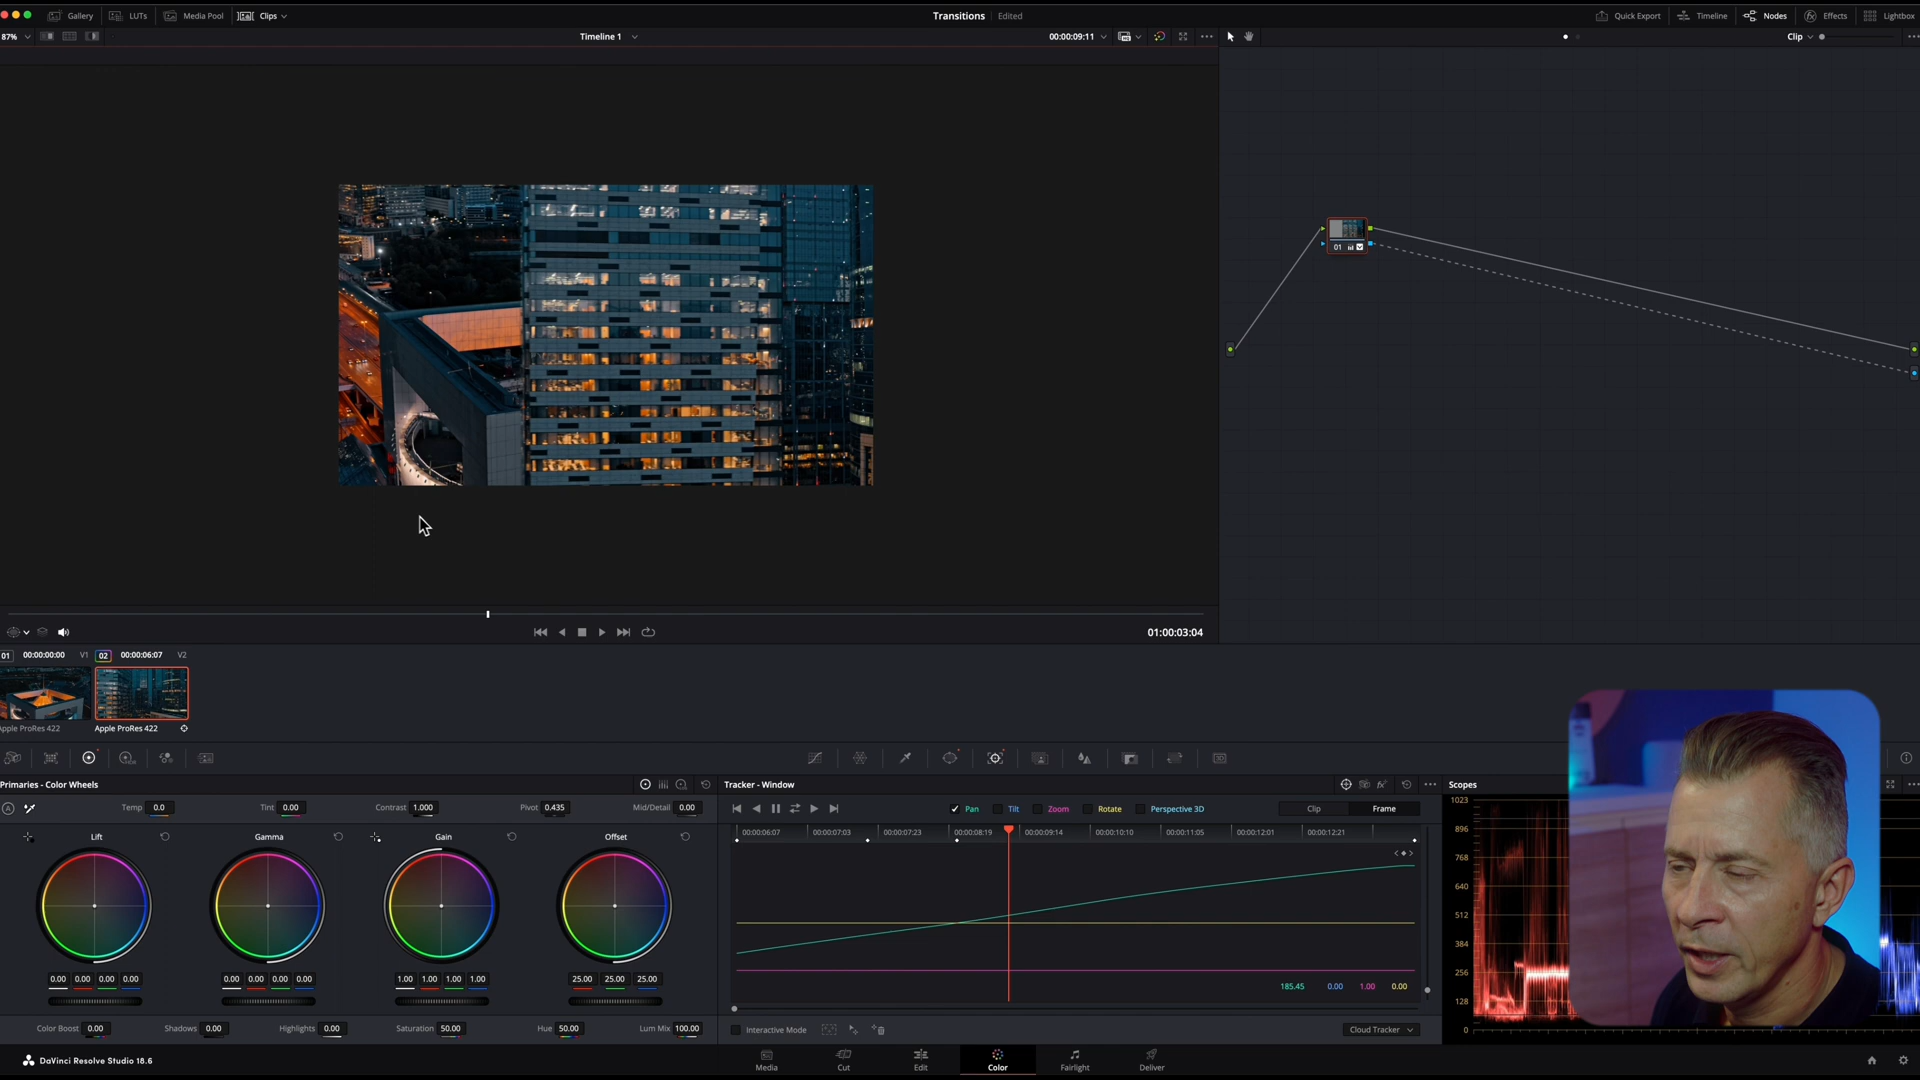 Gallery LUTs Media Pool Clips Transitions Edited Quick Export Timeline Nodes Effects Lightbox
87% Timeline 1 00:00:09:11 Clip
01
01:00:03:04
01 00:00:00:00 V1 02 00:00:06:07 V2
Apple ProRes 422 Apple ProRes 422
Primaries - Color Wheels Tracker - Window Scopes
Temp 0.0 Tint 0.00 Contrast 1.000 Pivot 0.435 Mid/Detail 0.00
Pan Tilt Zoom Rotate Perspective 3D Clip Frame
Lift Gamma Gain Offset
00:00:06:07 00:00:07:03 00:00:07:23 00:00:08:19 00:00:09:14 00:00:10:10 00:00:11:05 00:00:12:01 00:00:12:21
1023
896
768
640
512
384
256
128
0
0.00 0.00 0.00 0.00 0.00 0.00 0.00 0.00 1.00 1.00 1.00 1.00 25.00 25.00 25.00
185.45 0.00 1.00 0.00
Color Boost 0.00 Shadows 0.00 Highlights 0.00 Saturation 50.00 Hue 50.00 Lum Mix 100.00
Interactive Mode Cloud Tracker
DaVinci Resolve Studio 18.6 Media Cut Edit Color Fairlight Deliver